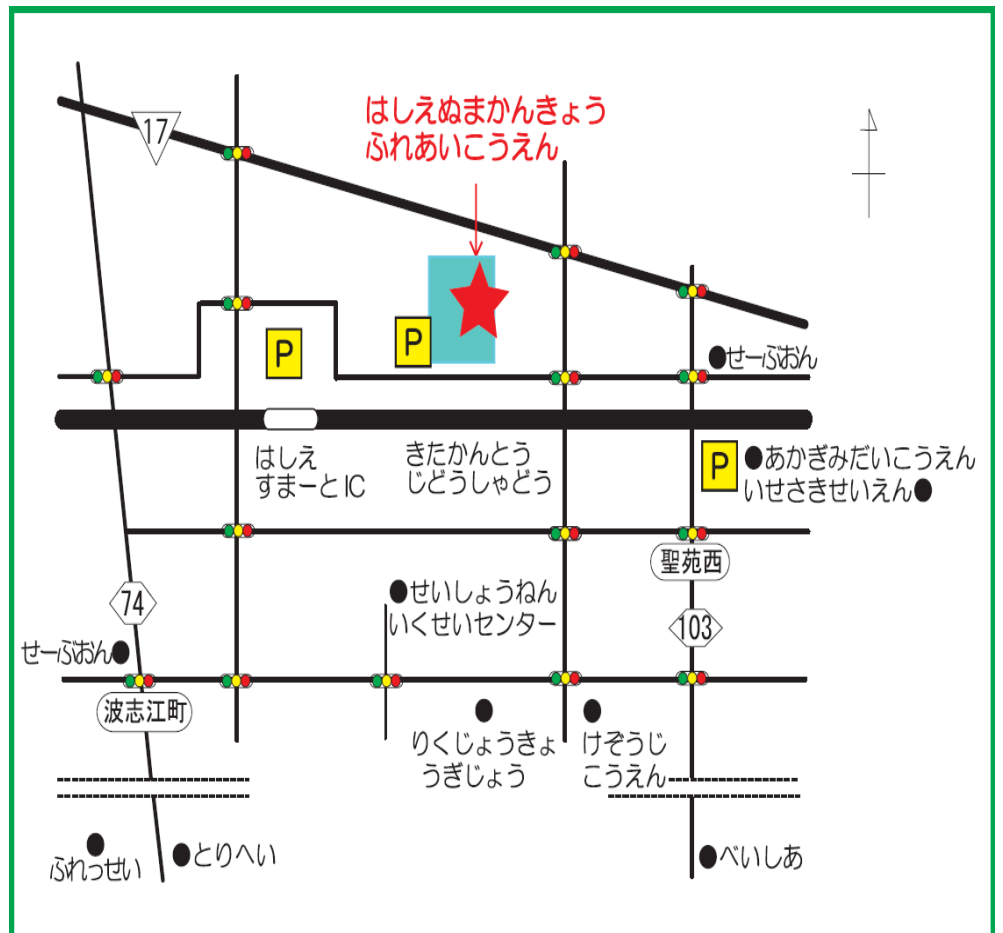 はしえぬまかんきょう
ふれあいこうえん
17
P
P
●せーぶおん
はしえ
すまーとIC
きたかんとう
じどうしゃどう
P
●あかぎみだいこうえん
いせさきせいえん●
聖苑西
74
●せいしょうねん
いくせいセンター
103
せーぶおん●
波志江町
りくじょうきょ
うぎじょう
けぞうじ
こうえん
ふれっせい
●とりへい
●べいしあ